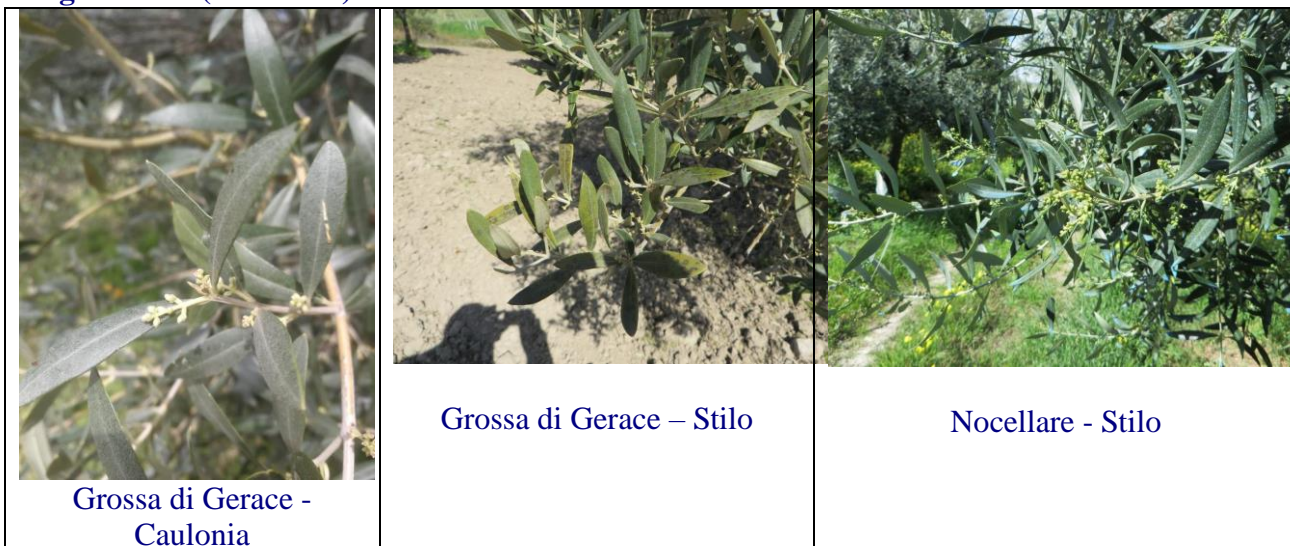 Grossa di Gerace -
Caulonia
Grossa di Gerace – Stilo
Nocellare - Stilo